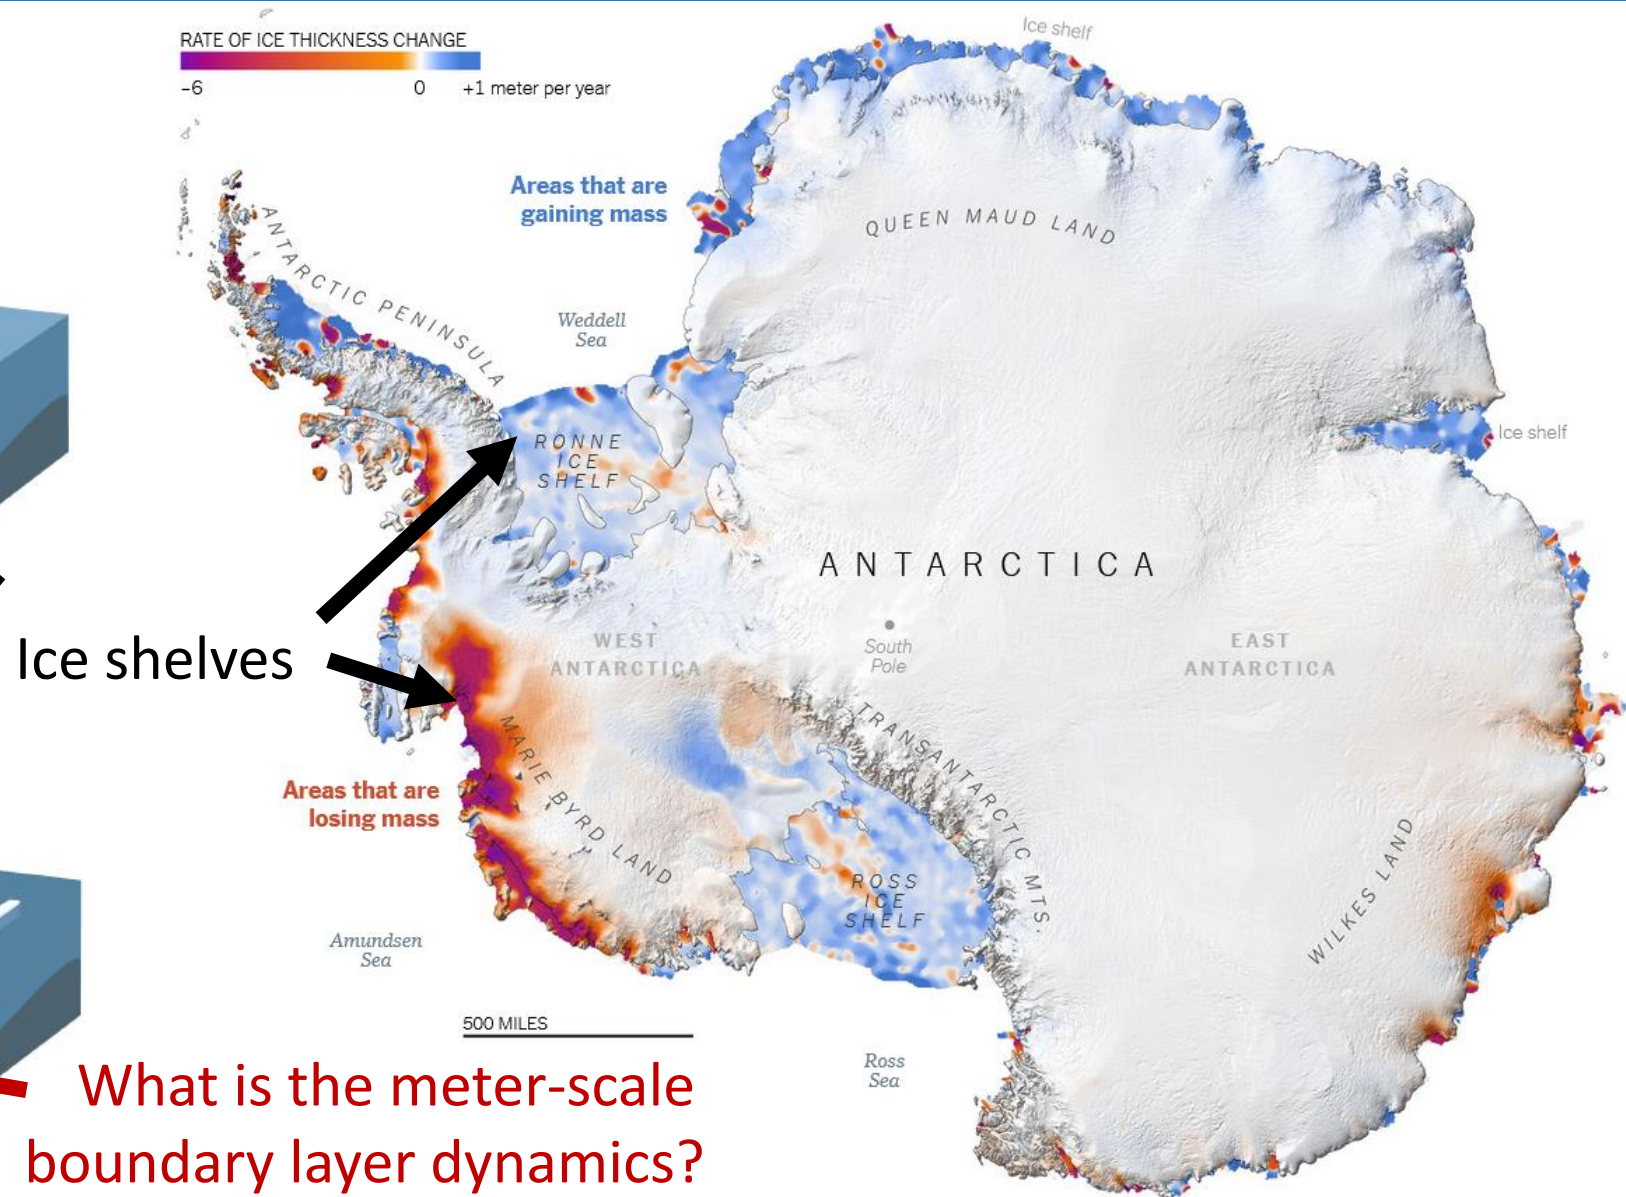 RATE OF ICE THICKNESS CHANGE
−6 0 +1 meter per year
Ice shelf
Areas that are
gaining mass
QUEEN MAUD LAND
ANTARCTIC PENINSULA
Weddell
Sea
RONNE
ICE
SHELF
Ice shelf
ANTARCTICA
Ice shelves
WEST
ANTARCTICA
South
Pole
EAST
ANTARCTICA
TRANSANTARCTIC MTS.
MARIE BYRD LAND
Areas that are
losing mass
ROSS
ICE
SHELF
WILKES LAND
Amundsen
Sea
500 MILES
Ross
Sea
What is the meter-scale
boundary layer dynamics?